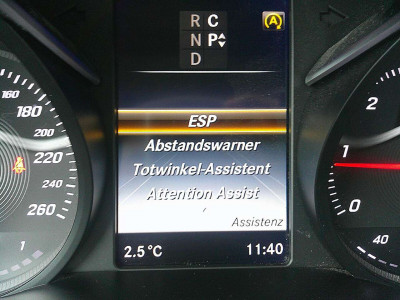 R C
N P
D
A
ESP
Abstandswarner
Totwinkel-Assistent
Attention Assist
Assistenz
2.5 °C 11:40
160
180
200
220
240
260
1
2
1
0
40